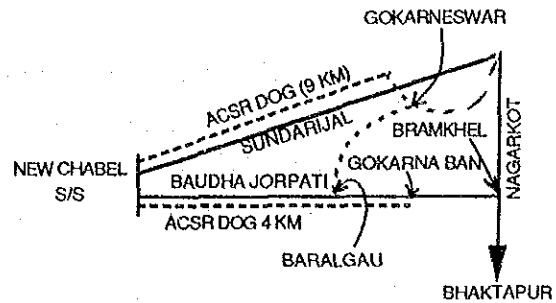 GOKARNESWAR
ACSR DOG (9 KM)
SUNDARIJAL
BRAMKHEL
NAGARKOT
NEW CHABEL
S/S
GOKARNA BAN
BAUDHA JORPATI
ACSR DOG 4 KM
BARALGAU
BHAKTAPUR